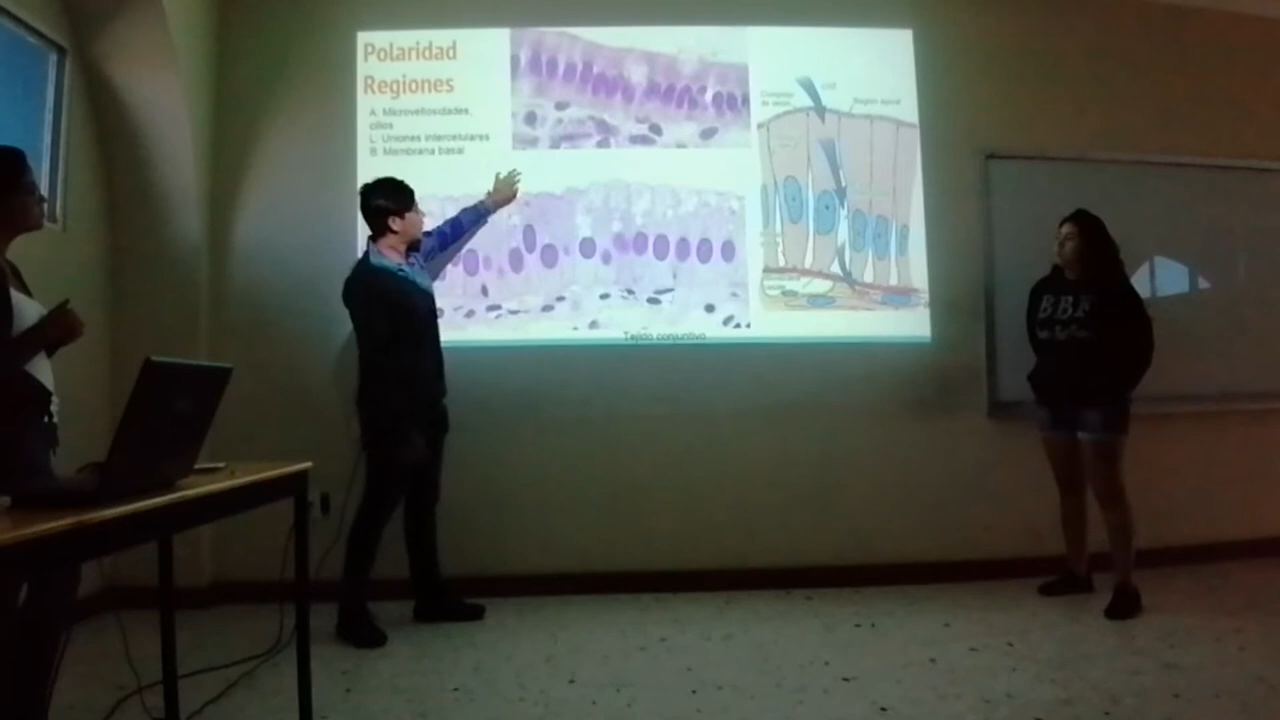 Polaridad
Regiones
A: Microvellosidades,
cilios
L: Uniones intercelulares
B: Membrana basal
Región apical
Tejido conjuntivo
BBF